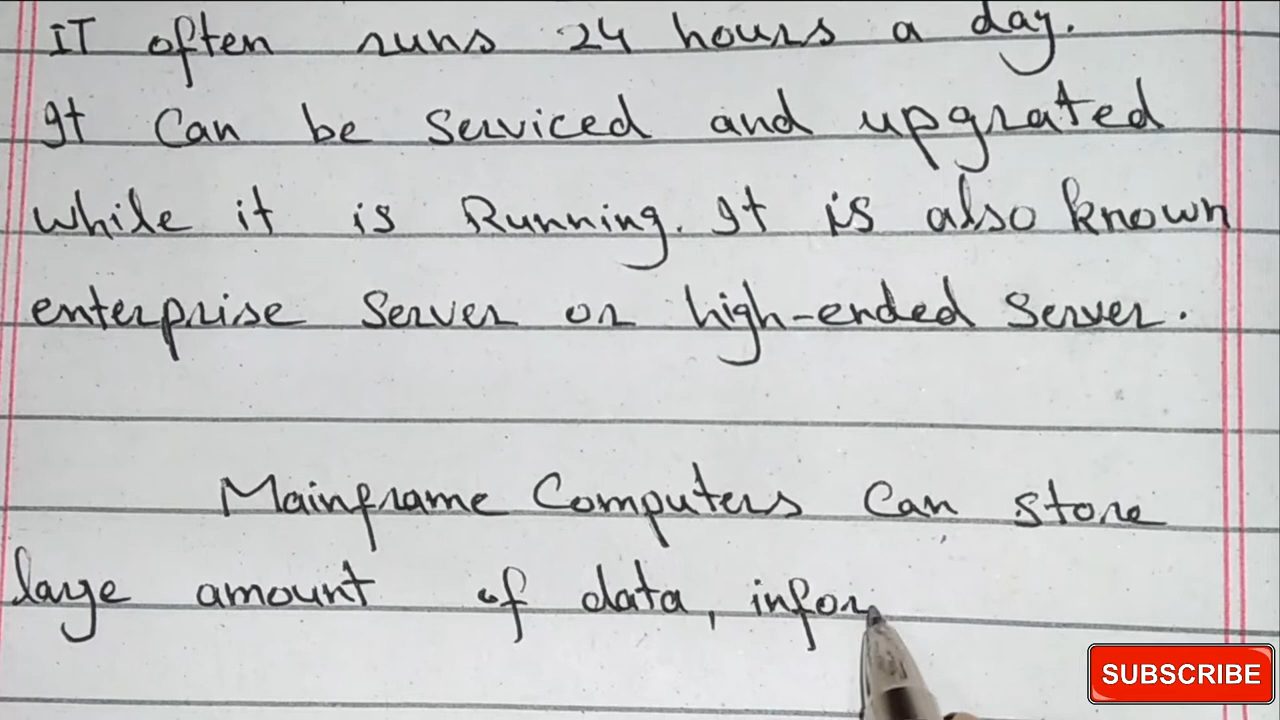 IT often runs 24 hours a day.
It Can be serviced and upgrated
while it is Running. It is also known
enterprise Server or high-ended Server.
Mainframe Computers Can store
large amount of data, infor
SUBSCRIBE